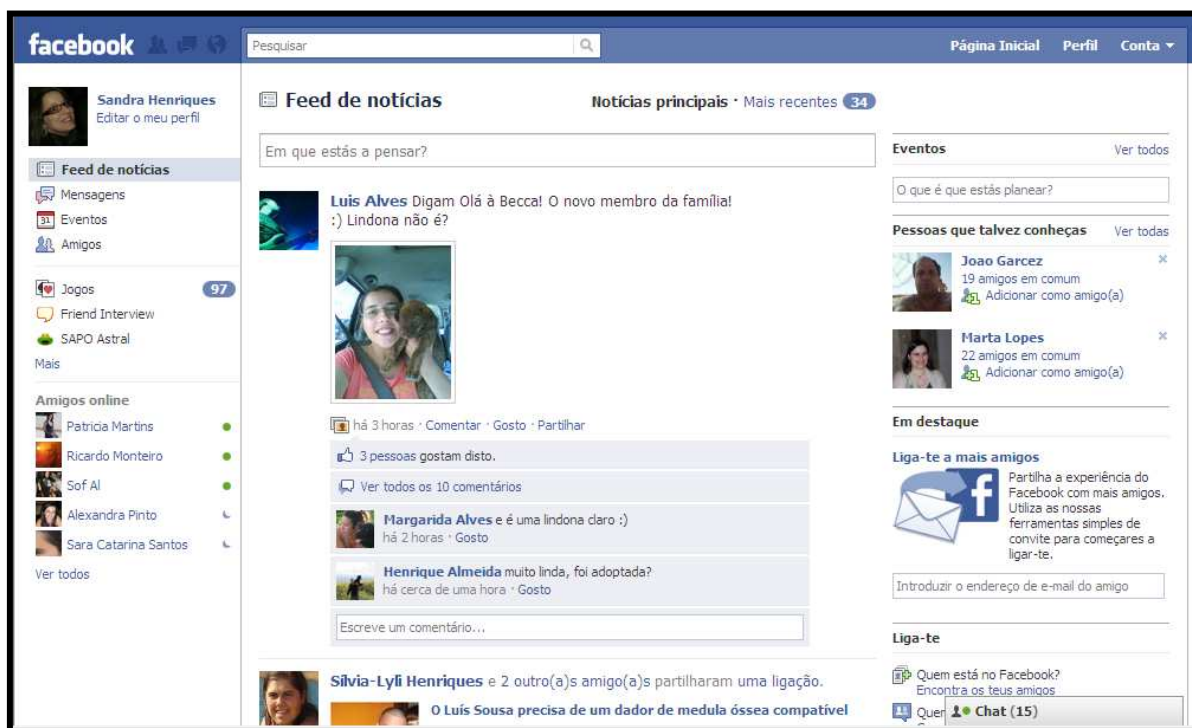 facebook
Pesquisar
Página Inicial Perfil Conta
Sandra Henriques
Editar o meu perfil
Feed de notícias
Mensagens
31 Eventos
Amigos
Jogos 97
Friend Interview
SAPO Astral
Mais
Amigos online
Patricia Martins
Ricardo Monteiro
Sof Al
Alexandra Pinto
Sara Catarina Santos
Ver todos
Feed de notícias
Notícias principais · Mais recentes 34
Em que estás a pensar?
Luis Alves Digam Olá à Becca! O novo membro da família!
:) Lindona não é?
há 3 horas · Comentar · Gosto · Partilhar
3 pessoas gostam disto.
Ver todos os 10 comentários
Margarida Alves e é uma lindona claro :)
há 2 horas · Gosto
Henrique Almeida muito linda, foi adoptada?
há cerca de uma hora · Gosto
Escreve um comentário...
Sílvia-Lyli Henriques e 2 outro(a)s amigo(a)s partilharam uma ligação.
O Luís Sousa precisa de um dador de medula óssea compatível
Eventos Ver todos
O que é que estás planear?
Pessoas que talvez conheças Ver todas
Joao Garcez
19 amigos em comum
Adicionar como amigo(a)
Marta Lopes
22 amigos em comum
Adicionar como amigo(a)
Em destaque
Liga-te a mais amigos
Partilha a experiência do
Facebook com mais amigos.
Utiliza as nossas
ferramentas simples de
convite para começares a
ligar-te.
Introduzir o endereço de e-mail do amigo
Liga-te
Quem está no Facebook?
Encontra os teus amigos
Chat (15)